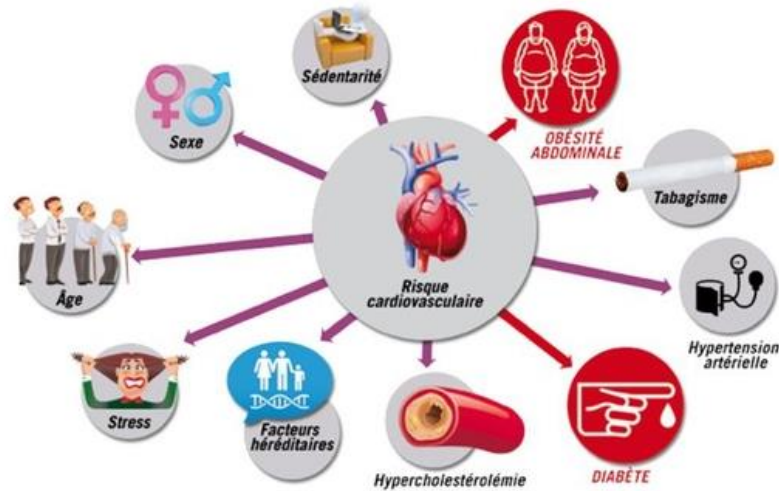 Sédentarité
OBÉSITÉ
ABDOMINALE
Sexe
Tabagisme
Âge
Risque
cardiovasculaire
Hypertension
artérielle
Stress
Facteurs
héréditaires
Hypercholestérolémie
DIABÈTE